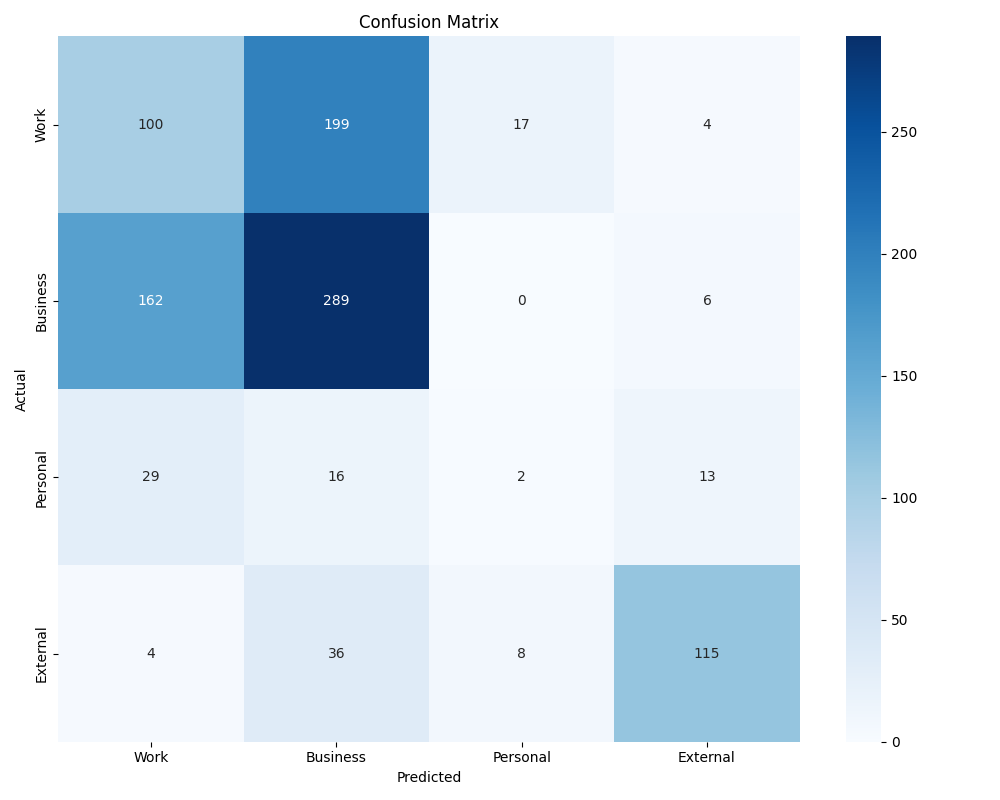 Confusion Matrix
Work 100 199 17 4
Business 162 289 0 6
Personal 29 16 2 13
External 4 36 8 115
Actual
Work Business Personal External
Predicted
250
200
150
100
50
0